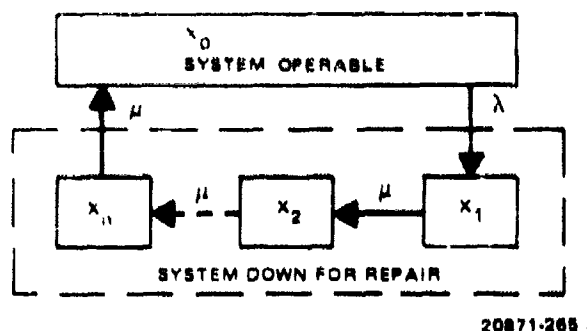 x₀
SYSTEM OPERABLE
μ
λ
xₙ
μ
x₂
μ
x₁
SYSTEM DOWN FOR REPAIR
20871-265